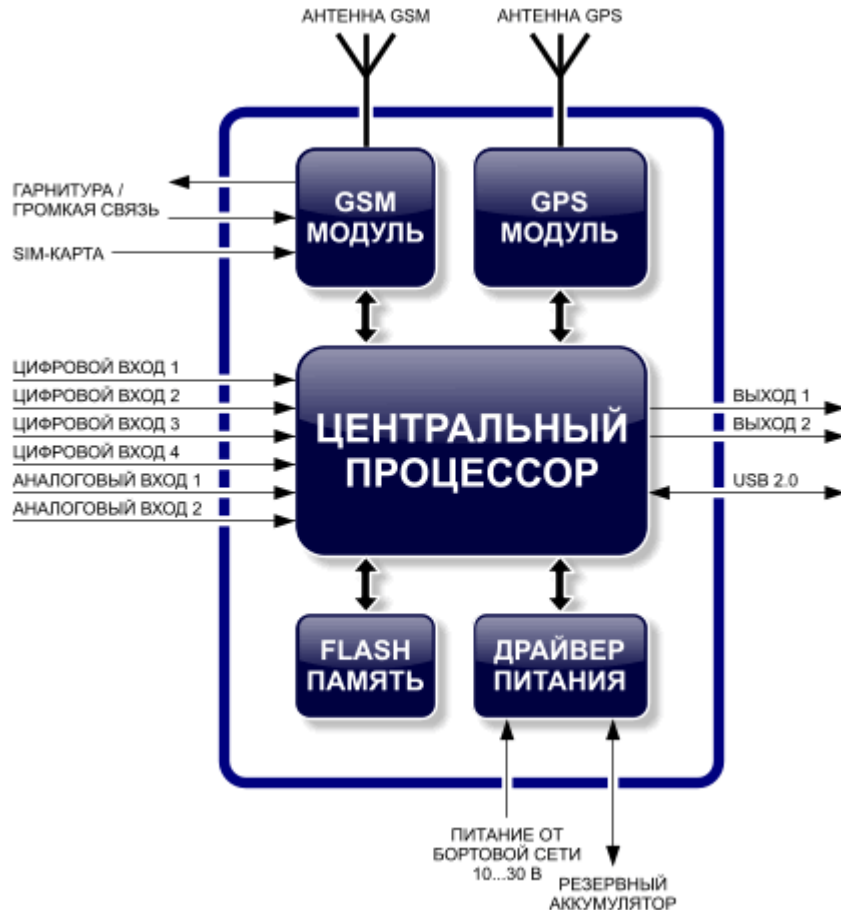 АНТЕННА GSM
АНТЕННА GPS
GSM
МОДУЛЬ
GPS
МОДУЛЬ
ГАРНИТУРА /
ГРОМКАЯ СВЯЗЬ
SIM-КАРТА
ЦИФРОВОЙ ВХОД 1
ЦИФРОВОЙ ВХОД 2
ЦИФРОВОЙ ВХОД 3
ЦИФРОВОЙ ВХОД 4
АНАЛОГОВЫЙ ВХОД 1
АНАЛОГОВЫЙ ВХОД 2
ЦЕНТРАЛЬНЫЙ
ПРОЦЕССОР
ВЫХОД 1
ВЫХОД 2
USB 2.0
FLASH
ПАМЯТЬ
ДРАЙВЕР
ПИТАНИЯ
ПИТАНИЕ ОТ
БОРТОВОЙ СЕТИ
10...30 В
РЕЗЕРВНЫЙ
АККУМУЛЯТОР